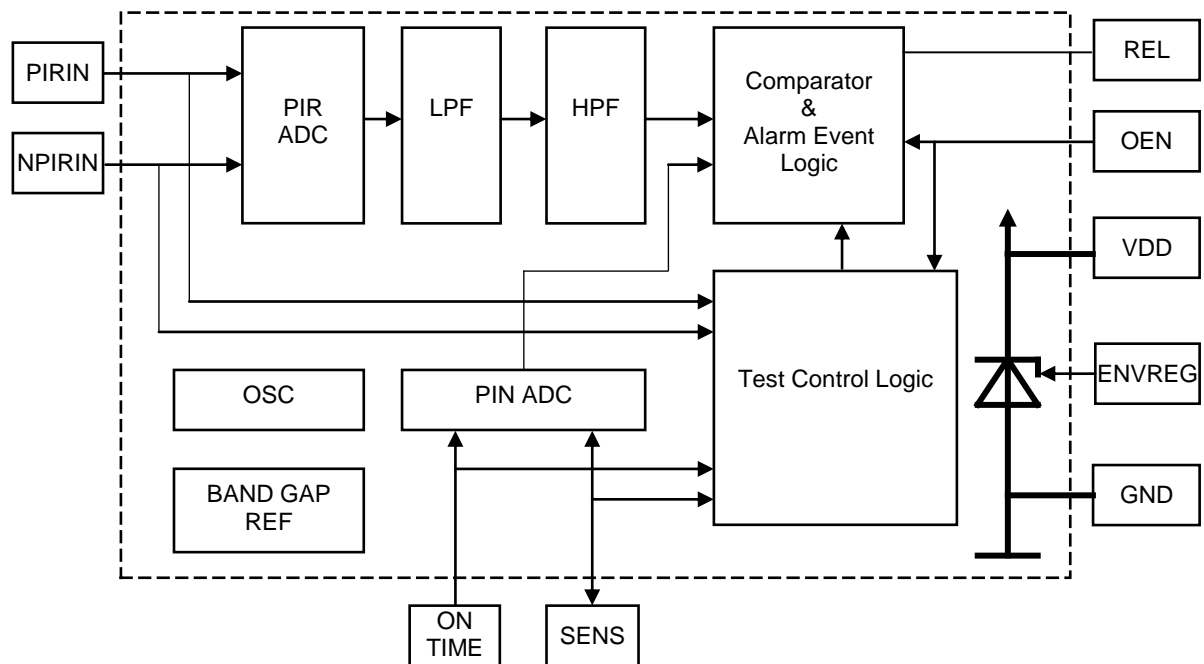 PIRIN
NPIRIN
PIR
ADC
LPF
HPF
Comparator
&
Alarm Event
Logic
REL
OEN
VDD
ENVREG
GND
Test Control Logic
OSC
PIN ADC
BAND GAP
REF
ON
TIME
SENS